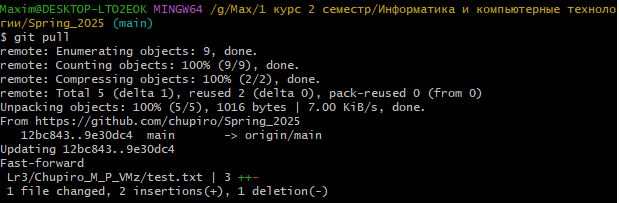 Maxim@DESKTOP-LTO2EOK MINGW64 /g/Max/1 курс 2 семестр/Информатика и компьютерные техноло
гии/Spring_2025 (main)
$ git pull
remote: Enumerating objects: 9, done.
remote: Counting objects: 100% (9/9), done.
remote: Compressing objects: 100% (2/2), done.
remote: Total 5 (delta 1), reused 2 (delta 0), pack-reused 0 (from 0)
Unpacking objects: 100% (5/5), 1016 bytes | 7.00 KiB/s, done.
From https://github.com/chupiro/Spring_2025
   12bc843..9e30dc4  main       -> origin/main
Updating 12bc843..9e30dc4
Fast-forward
 Lr3/Chupiro_M_P_VMz/test.txt | 3 ++-
 1 file changed, 2 insertions(+), 1 deletion(-)